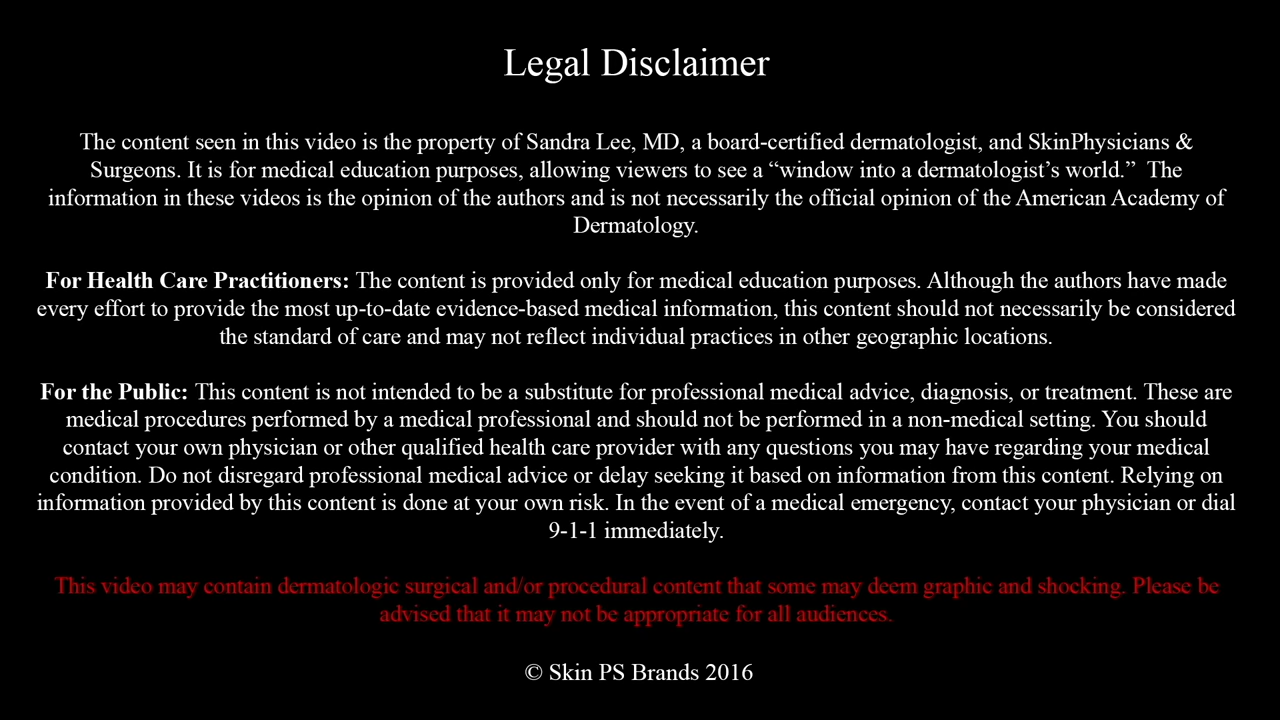 Legal Disclaimer
The content seen in this video is the property of Sandra Lee, MD, a board-certified dermatologist, and SkinPhysicians &
Surgeons. It is for medical education purposes, allowing viewers to see a “window into a dermatologist’s world.”  The
information in these videos is the opinion of the authors and is not necessarily the official opinion of the American Academy of
Dermatology.
For Health Care Practitioners: The content is provided only for medical education purposes. Although the authors have made
every effort to provide the most up-to-date evidence-based medical information, this content should not necessarily be considered
the standard of care and may not reflect individual practices in other geographic locations.
For the Public: This content is not intended to be a substitute for professional medical advice, diagnosis, or treatment. These are
medical procedures performed by a medical professional and should not be performed in a non-medical setting. You should
contact your own physician or other qualified health care provider with any questions you may have regarding your medical
condition. Do not disregard professional medical advice or delay seeking it based on information from this content. Relying on
information provided by this content is done at your own risk. In the event of a medical emergency, contact your physician or dial
9-1-1 immediately.
This video may contain dermatologic surgical and/or procedural content that some may deem graphic and shocking. Please be
advised that it may not be appropriate for all audiences.
© Skin PS Brands 2016